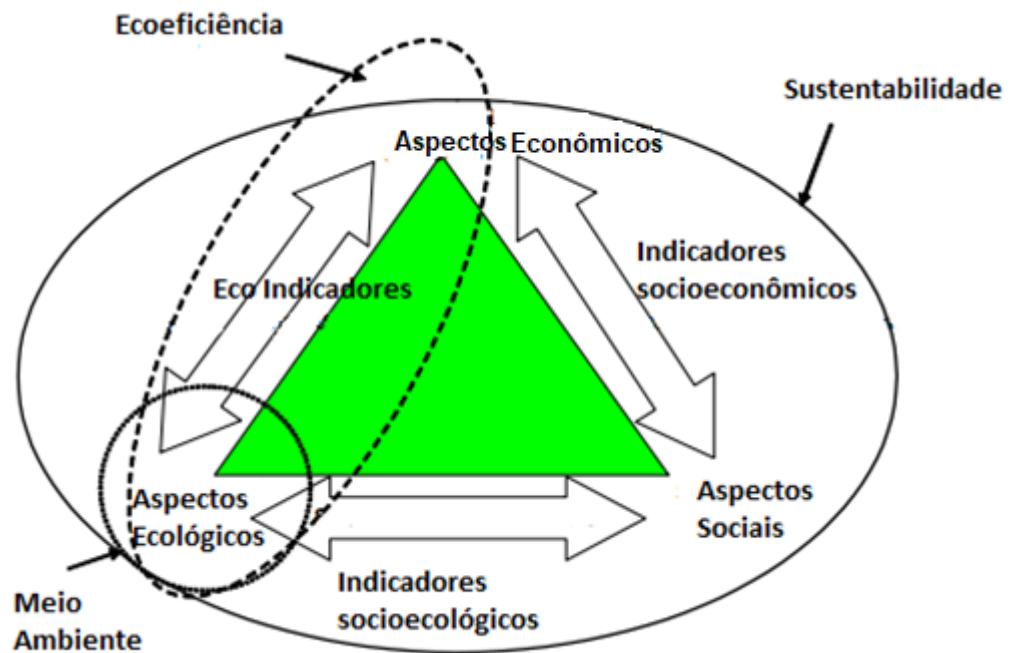 Ecoeficiência
Sustentabilidade
Aspectos Econômicos
Eco Indicadores
Indicadores
socioeconômicos
Aspectos
Ecológicos
Aspectos
Sociais
Indicadores
socioecológicos
Meio
Ambiente